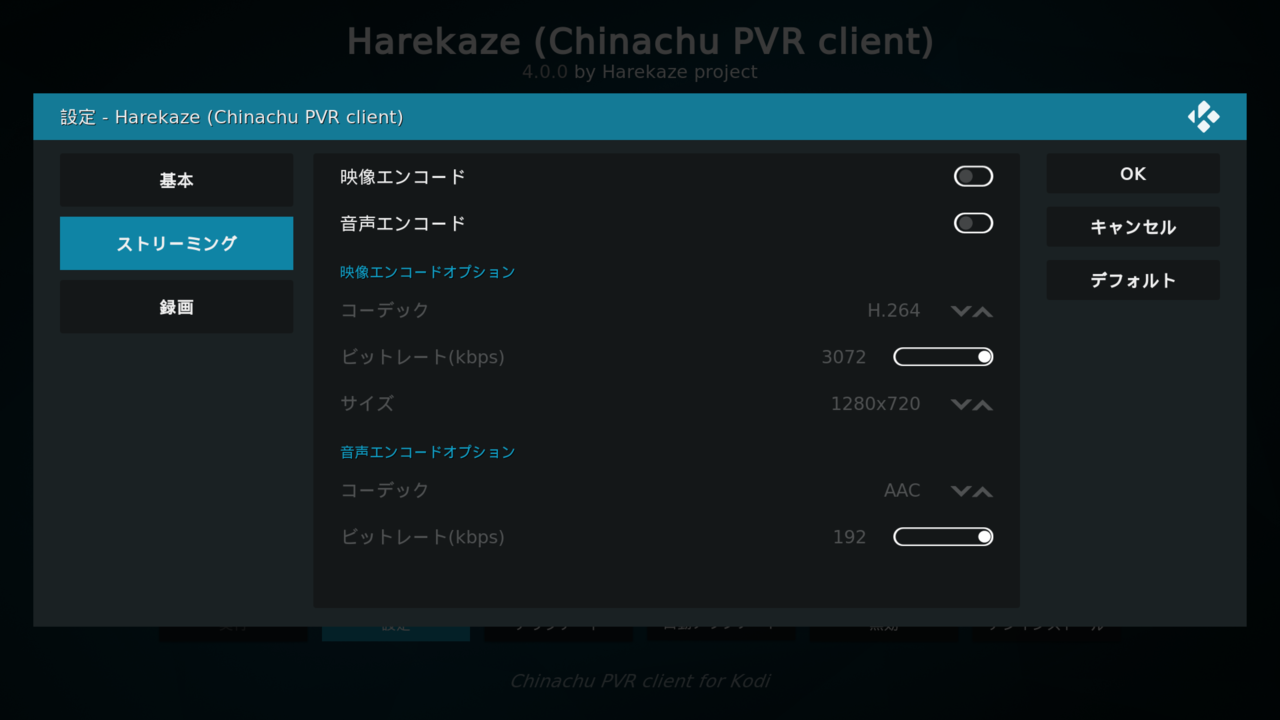 Harekaze (Chinachu PVR client)
4.0.0 by Harekaze project
設定 - Harekaze (Chinachu PVR client)
基本
ストリーミング
録画
映像エンコード
音声エンコード
映像エンコードオプション
コーデック H.264
ビットレート(kbps) 3072
サイズ 1280x720
音声エンコードオプション
コーデック AAC
ビットレート(kbps) 192
OK
キャンセル
デフォルト
設定
Chinachu PVR client for Kodi